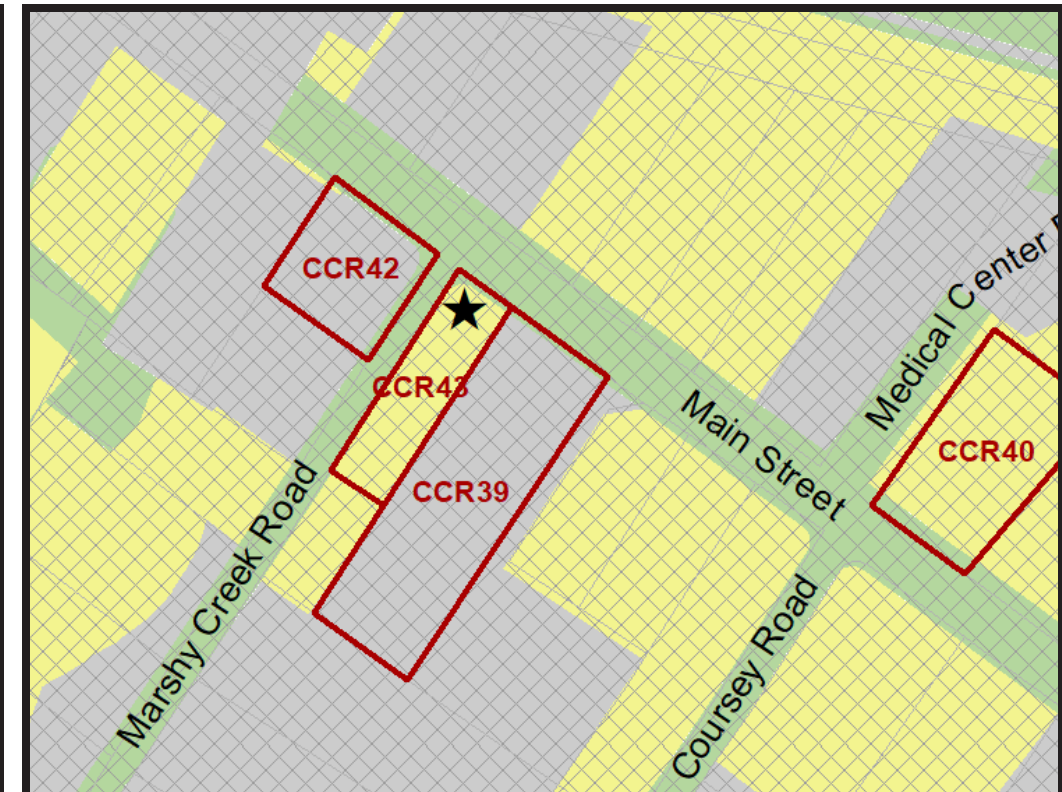 CCR42
CCR43
CCR39
CCR40
Main Street
Medical Center
Marshy Creek Road
Coursey Road